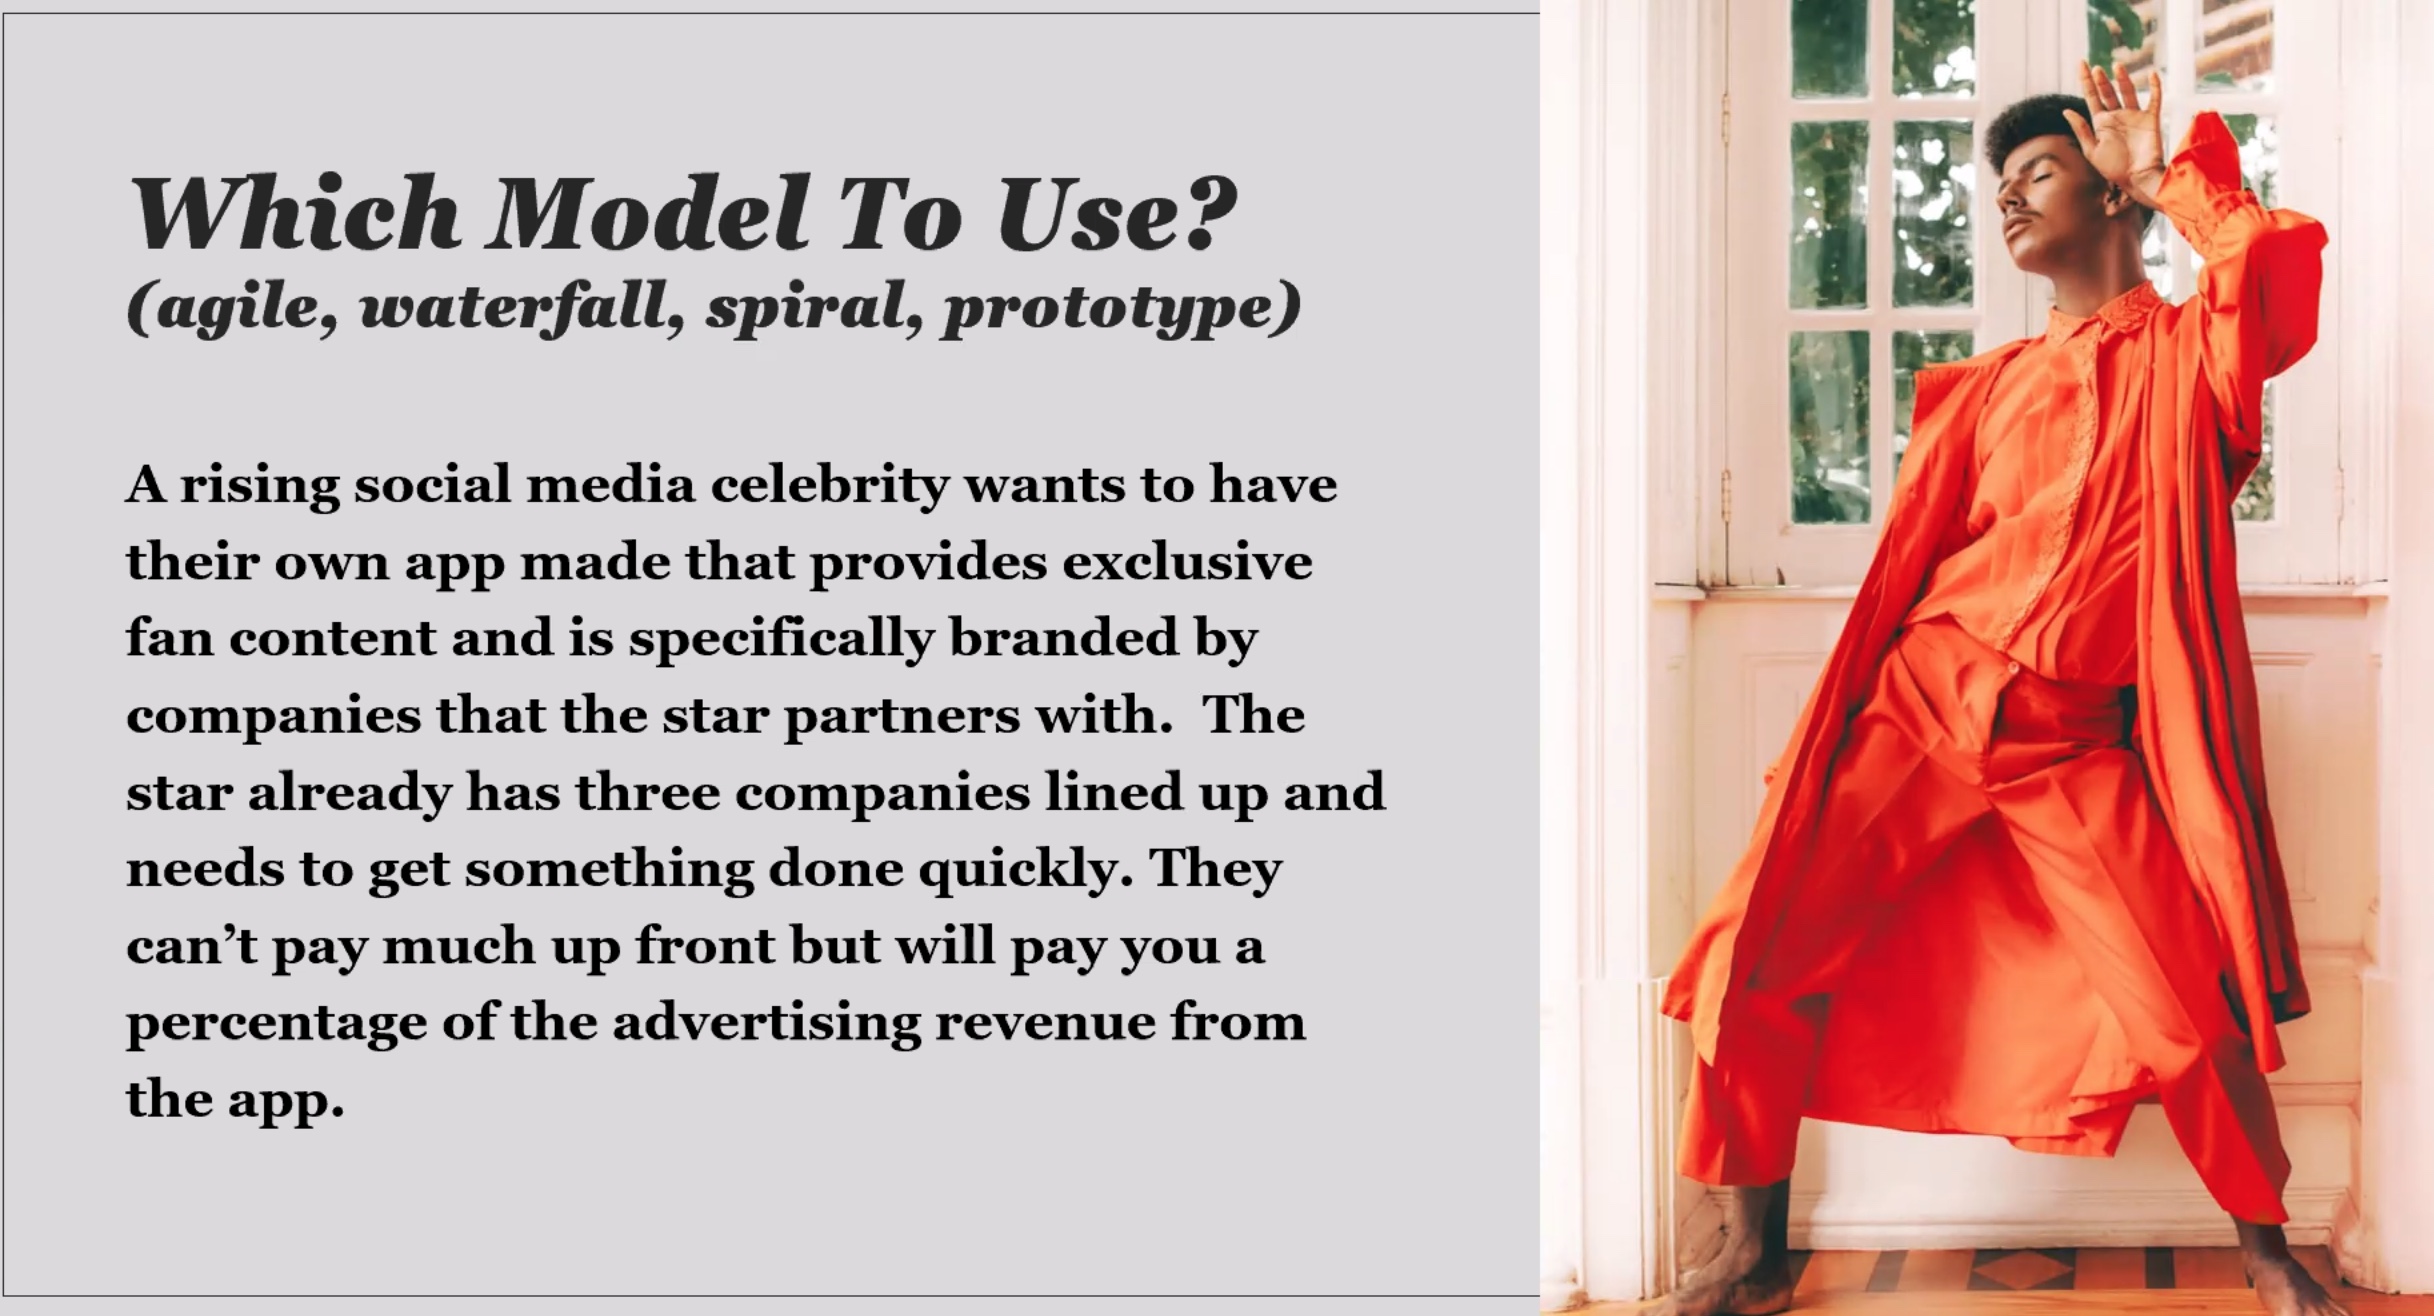 Which Model To Use?
(agile, waterfall, spiral, prototype)
A rising social media celebrity wants to have
their own app made that provides exclusive
fan content and is specifically branded by
companies that the star partners with.  The
star already has three companies lined up and
needs to get something done quickly. They
can’t pay much up front but will pay you a
percentage of the advertising revenue from
the app.